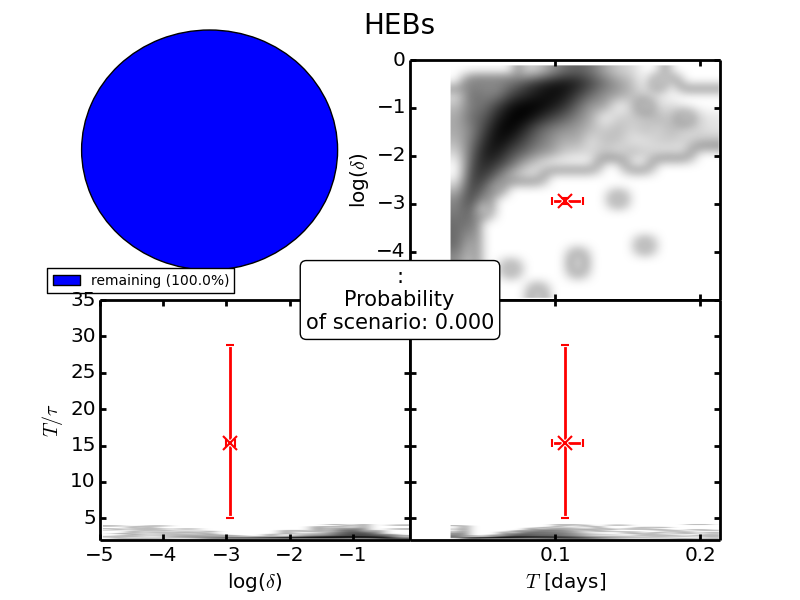 HEBs
0
−1
−2
−3
−4
log(δ)
remaining (100.0%)
:
Probability
of scenario: 0.000
35
30
25
20
15
10
5
T/τ
−5 −4 −3 −2 −1
log(δ)
0.1 0.2
T [days]